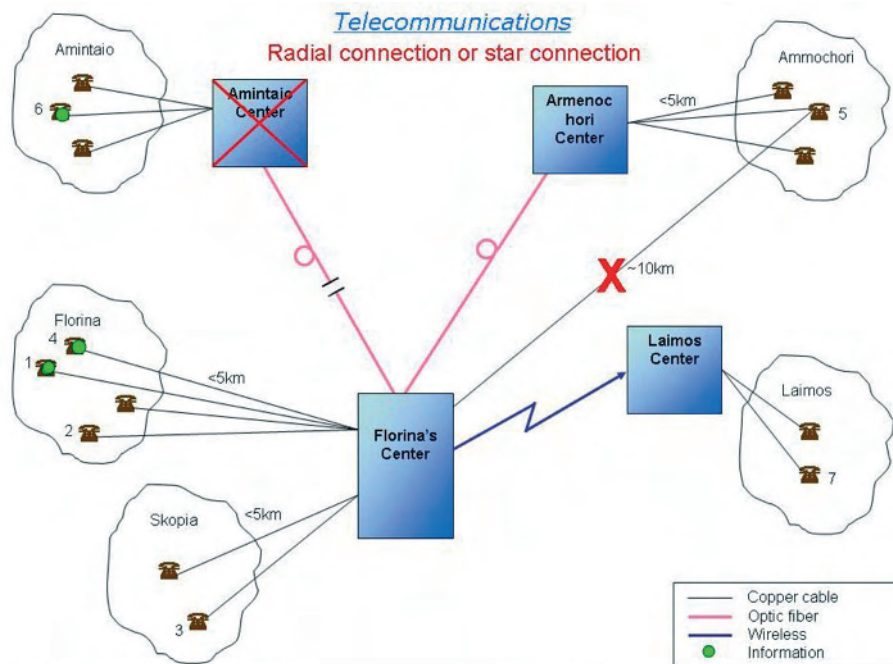 Telecommunications
Radial connection or star connection
Amintaio
6
Amintaio
Center
Armenoc
hori
Center
<5km
Ammochori
5
~10km
X
Florina
4
1
2
<5km
Florina's
Center
Laimos
Center
Laimos
7
Skopia
<5km
3
Copper cable
Optic fiber
Wireless
Information